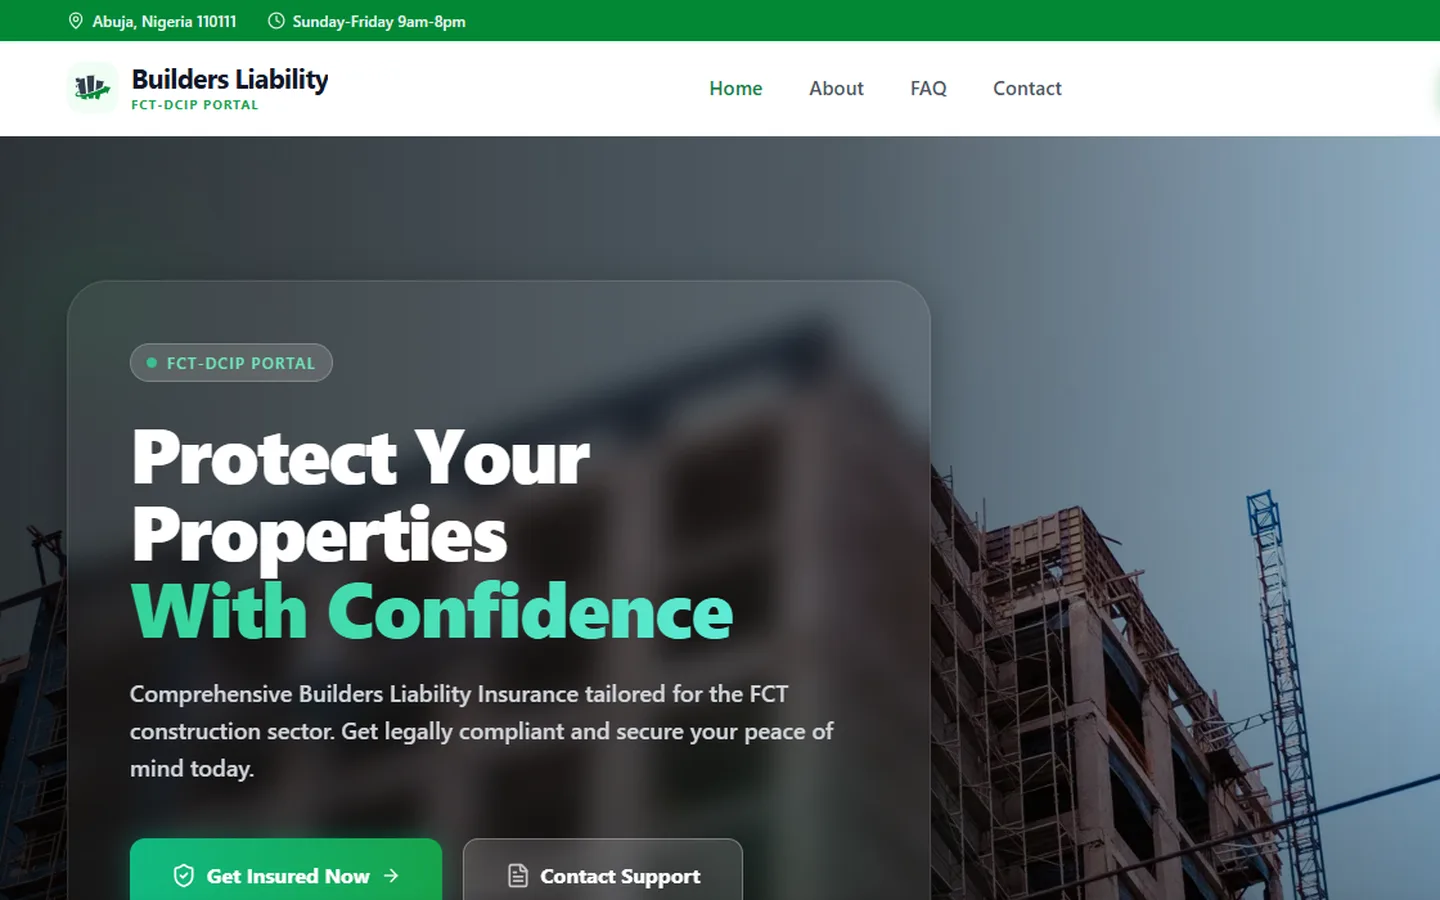 Abuja, Nigeria 110111
Sunday-Friday 9am-8pm
Builders Liability
FCT-DCIP PORTAL
Home
About
FAQ
Contact
FCT-DCIP PORTAL
Protect Your
Properties
With Confidence
Comprehensive Builders Liability Insurance tailored for the FCT
construction sector. Get legally compliant and secure your peace of
mind today.
Get Insured Now
Contact Support